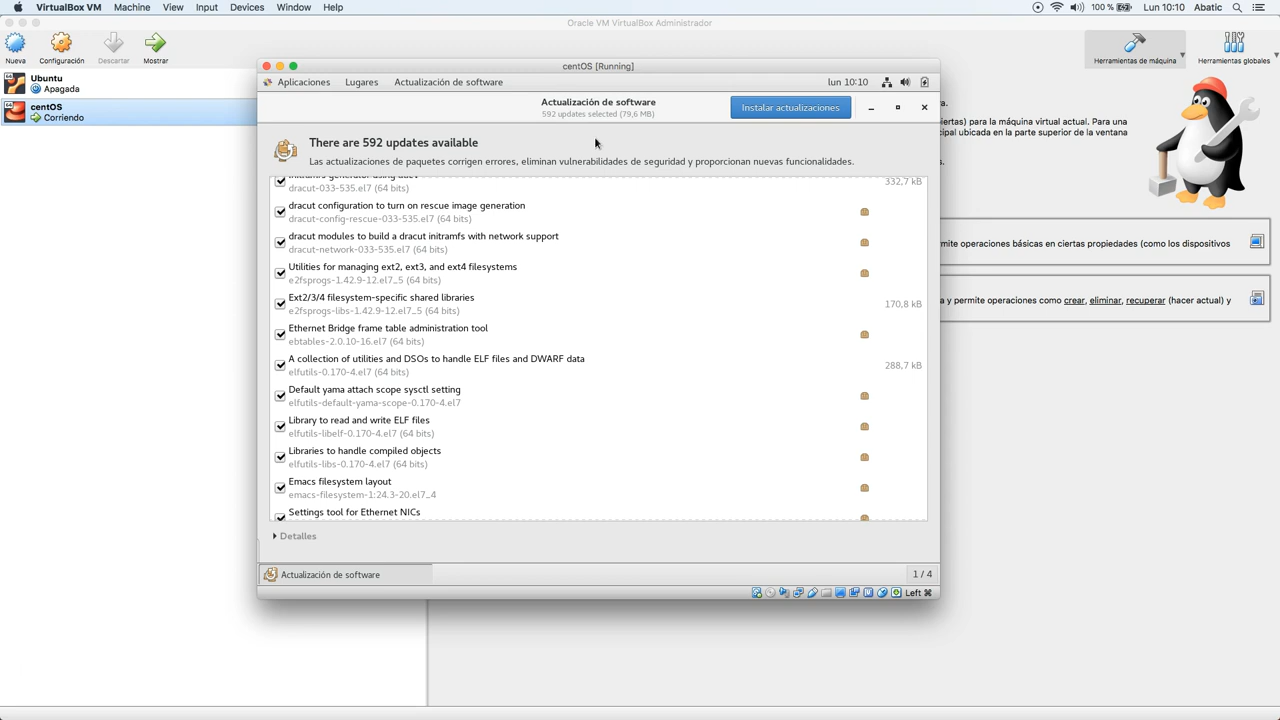 VirtualBox VM Machine View Input Devices Window Help 100 % Lun 10:10 Abatic
Oracle VM VirtualBox Administrador
Nueva Configuración Descartar Mostrar Herramientas de máquina Herramientas globales
Ubuntu
Apagada
centOS
Corriendo
centOS [Running]
Aplicaciones Lugares Actualización de software lun 10:10
Actualización de software
592 updates selected (79,6 MB)
Instalar actualizaciones
There are 592 updates available
Las actualizaciones de paquetes corrigen errores, eliminan vulnerabilidades de seguridad y proporcionan nuevas funcionalidades.
332,7 kB
dracut-033-535.el7 (64 bits)
dracut configuration to turn on rescue image generation
dracut-config-rescue-033-535.el7 (64 bits)
dracut modules to build a dracut initramfs with network support
dracut-network-033-535.el7 (64 bits)
Utilities for managing ext2, ext3, and ext4 filesystems
e2fsprogs-1.42.9-12.el7_5 (64 bits)
Ext2/3/4 filesystem-specific shared libraries 170,8 kB
e2fsprogs-libs-1.42.9-12.el7_5 (64 bits)
Ethernet Bridge frame table administration tool
ebtables-2.0.10-16.el7 (64 bits)
A collection of utilities and DSOs to handle ELF files and DWARF data 288,7 kB
elfutils-0.170-4.el7 (64 bits)
Default yama attach scope sysctl setting
elfutils-default-yama-scope-0.170-4.el7
Library to read and write ELF files
elfutils-libelf-0.170-4.el7 (64 bits)
Libraries to handle compiled objects
elfutils-libs-0.170-4.el7 (64 bits)
Emacs filesystem layout
emacs-filesystem-1:24.3-20.el7_4
Settings tool for Ethernet NICs
Detalles
Actualización de software 1 / 4
Left ⌘
a.
iertas) para la máquina virtual actual. Para una
ncipal ubicada en la parte superior de la ventana
s.
mite operaciones básicas en ciertas propiedades (como los dispositivos
a y permite operaciones como crear, eliminar, recuperar (hacer actual) y